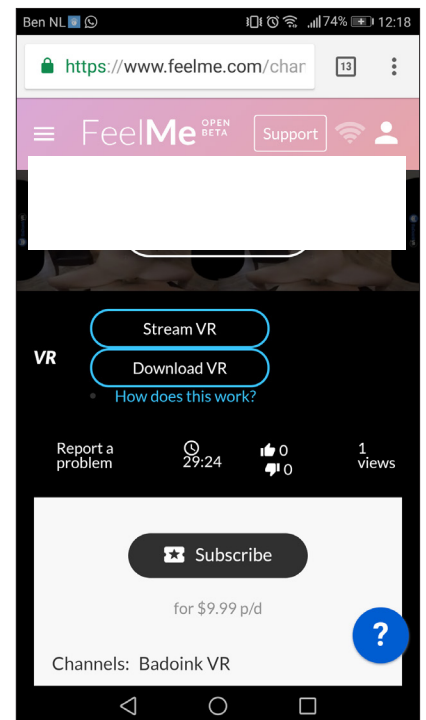 Ben NL 74% 12:18
https://www.feelme.com/char 13
FeelMe OPEN BETA Support
Stream VR
VR
Download VR
How does this work?
Report a problem 29:24 0 0 1 views
Subscribe
for $9.99 p/d
?
Channels: Badoink VR